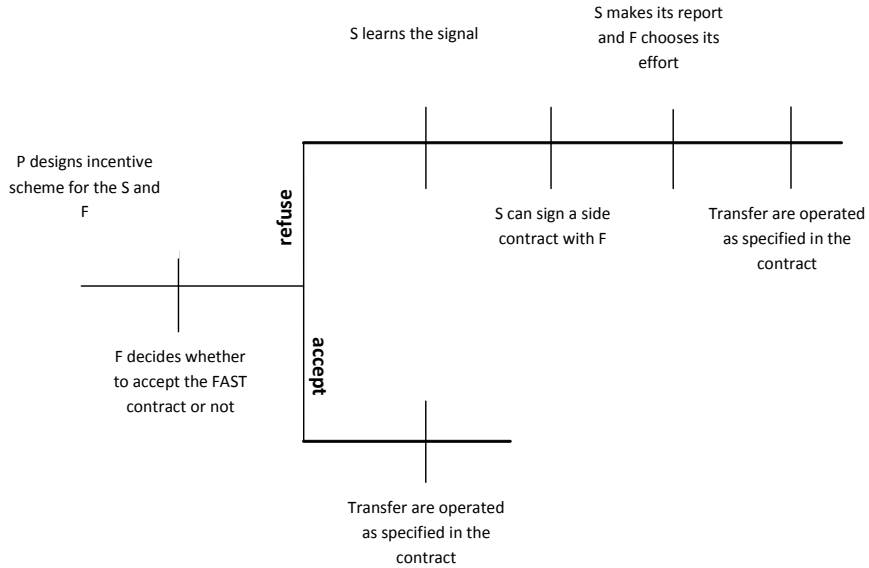 S learns the signal
S makes its report
and F chooses its
effort
P designs incentive
scheme for the S and
F
refuse
S can sign a side
contract with F
Transfer are operated
as specified in the
contract
F decides whether
to accept the FAST
contract or not
accept
Transfer are operated
as specified in the
contract